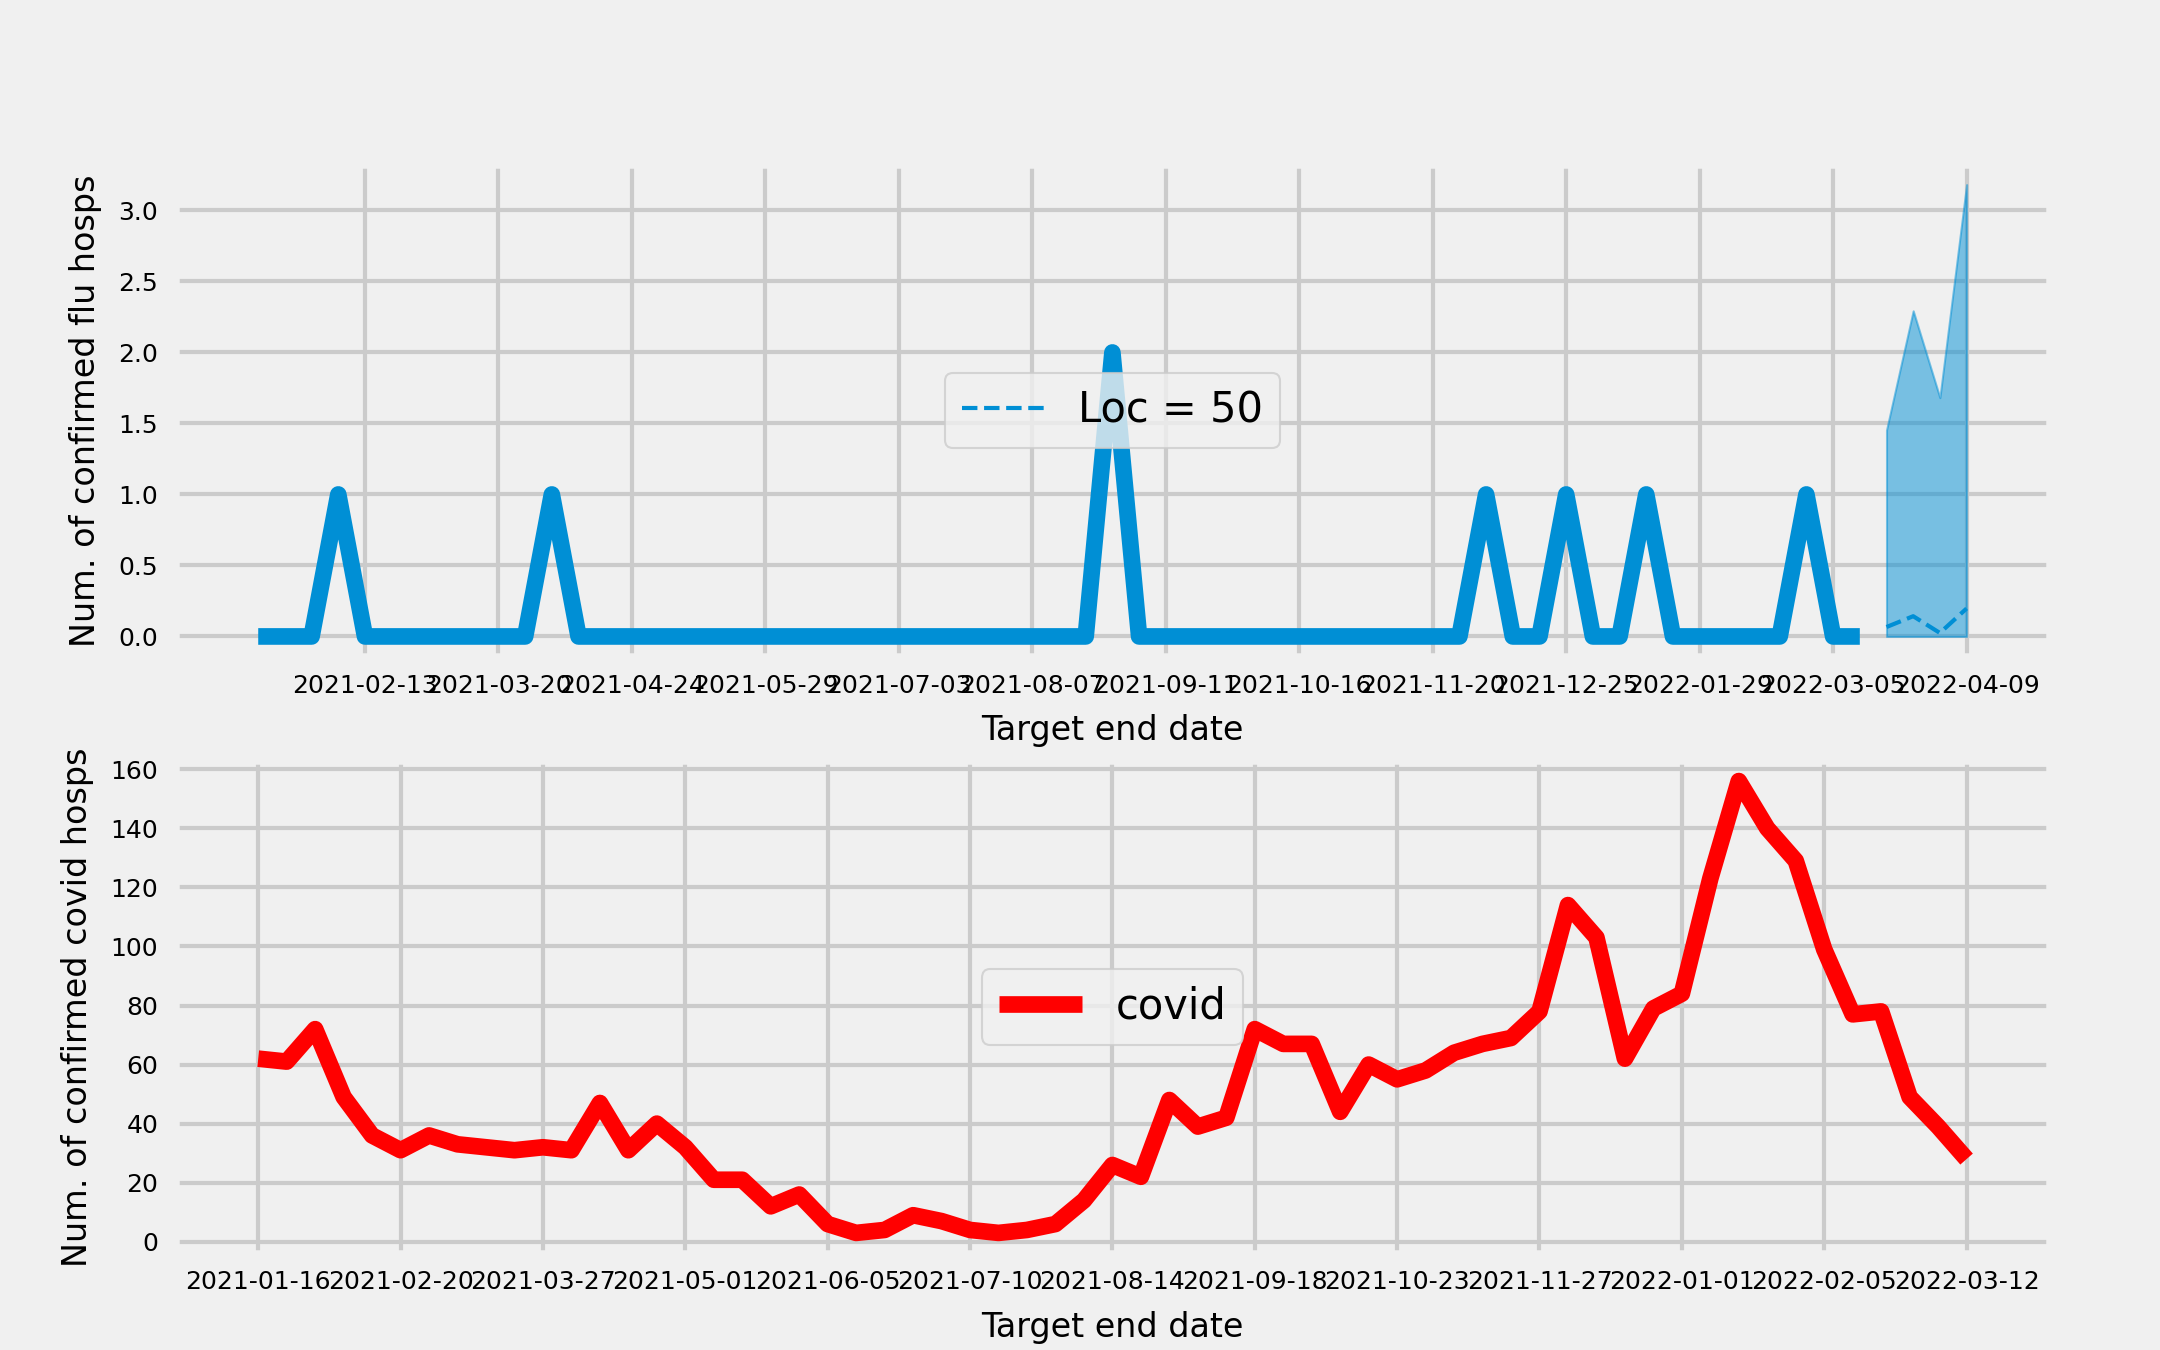 Num. of confirmed flu hosps
3.0
2.5
2.0
1.5
1.0
0.5
0.0
Loc = 50
2021-02-13 2021-03-20 2021-04-24 2021-05-29 2021-07-03 2021-08-07 2021-09-11 2021-10-16 2021-11-20 2021-12-25 2022-01-29 2022-03-05 2022-04-09
Target end date
Num. of confirmed covid hosps
160
140
120
100
80
60
40
20
0
covid
2021-01-16 2021-02-20 2021-03-27 2021-05-01 2021-06-05 2021-07-10 2021-08-14 2021-09-18 2021-10-23 2021-11-27 2022-01-01 2022-02-05 2022-03-12
Target end date